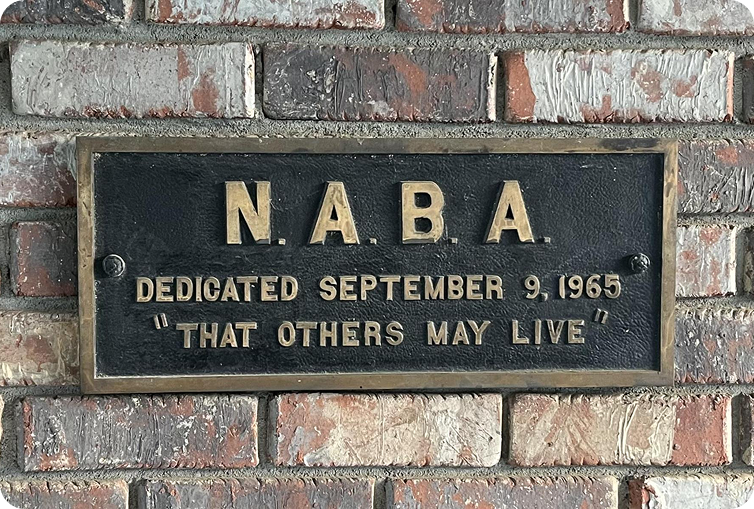 N. A. B. A.
DEDICATED SEPTEMBER 9, 1965
"THAT OTHERS MAY LIVE"